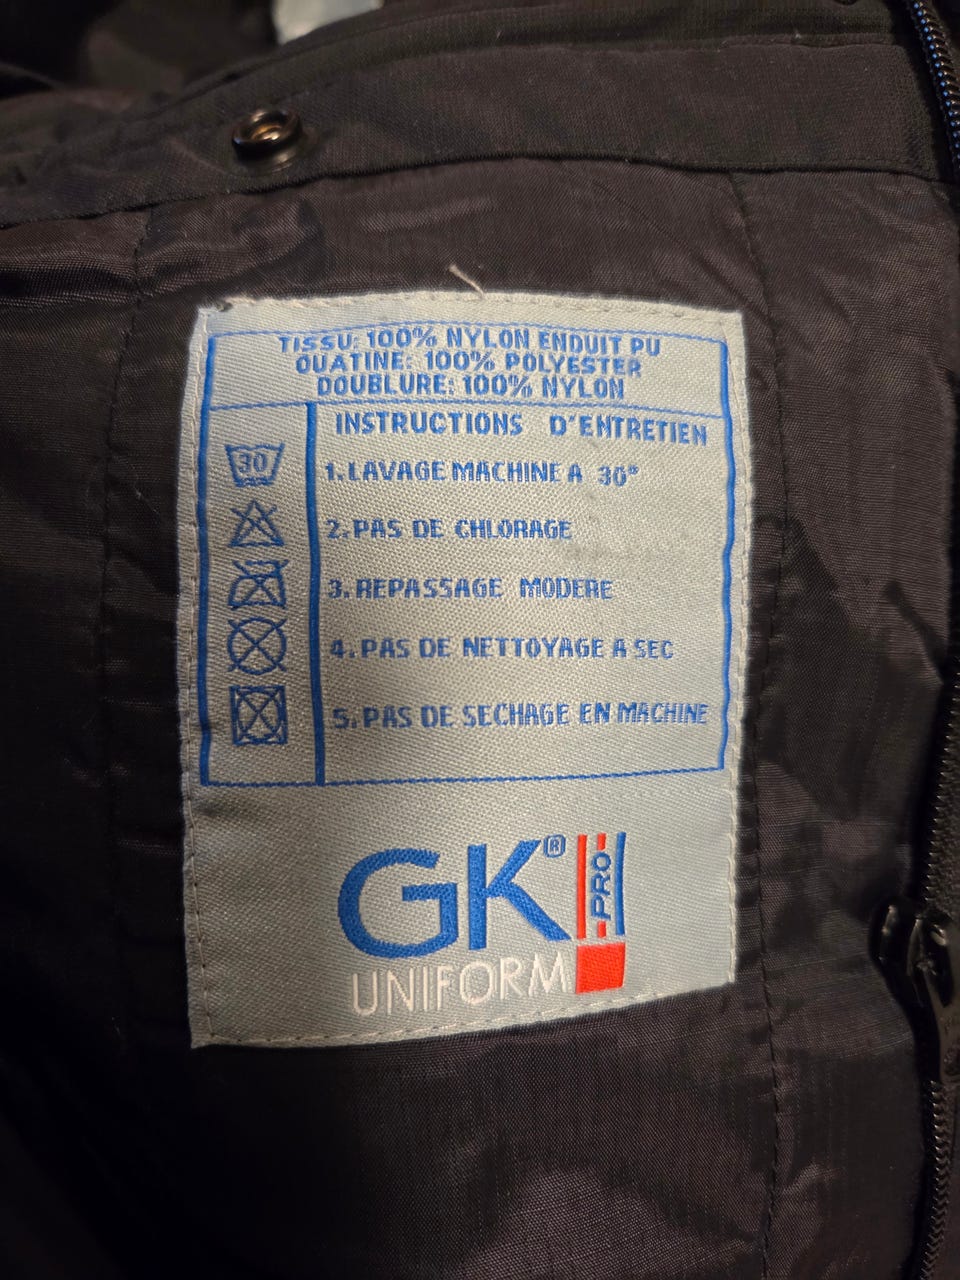 TISSU: 100% NYLON ENDUIT PU
OUATINE: 100% POLYESTER
DOUBLURE: 100% NYLON
INSTRUCTIONS D'ENTRETIEN
30 1. LAVAGE MACHINE A 30°
2. PAS DE CHLORAGE
3. REPASSAGE MODERE
4. PAS DE NETTOYAGE A SEC
5. PAS DE SECHAGE EN MACHINE
GK® PRO
UNIFORM